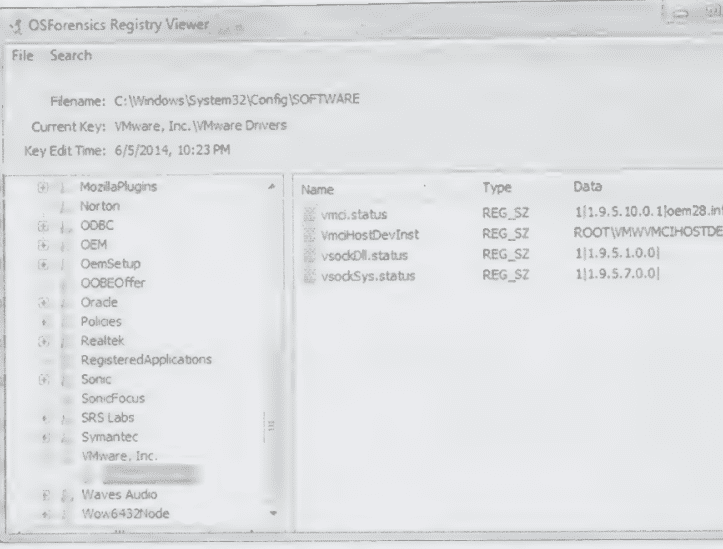 OSForensics Registry Viewer
File Search
Filename: C:\Windows\System32\Config\SOFTWARE
Current Key: VMware, Inc.\VMware Drivers
Key Edit Time: 6/5/2014, 10:23 PM
MozillaPlugins
Norton
ODBC
OEM
OemSetup
OOBEOffer
Oracle
Policies
Realtek
RegisteredApplications
Sonic
SonicFocus
SRS Labs
Symantec
VMware, Inc.
Waves Audio
Wow6432Node
Name Type Data
vmci.status REG_SZ 1|1.9.5.10.0.1|oem28.inf
VmciHostDevInst REG_SZ ROOT\VMWVMCIHOSTDE
vsockDll.status REG_SZ 1|1.9.5.1.0.0|
vsockSys.status REG_SZ 1|1.9.5.7.0.0|